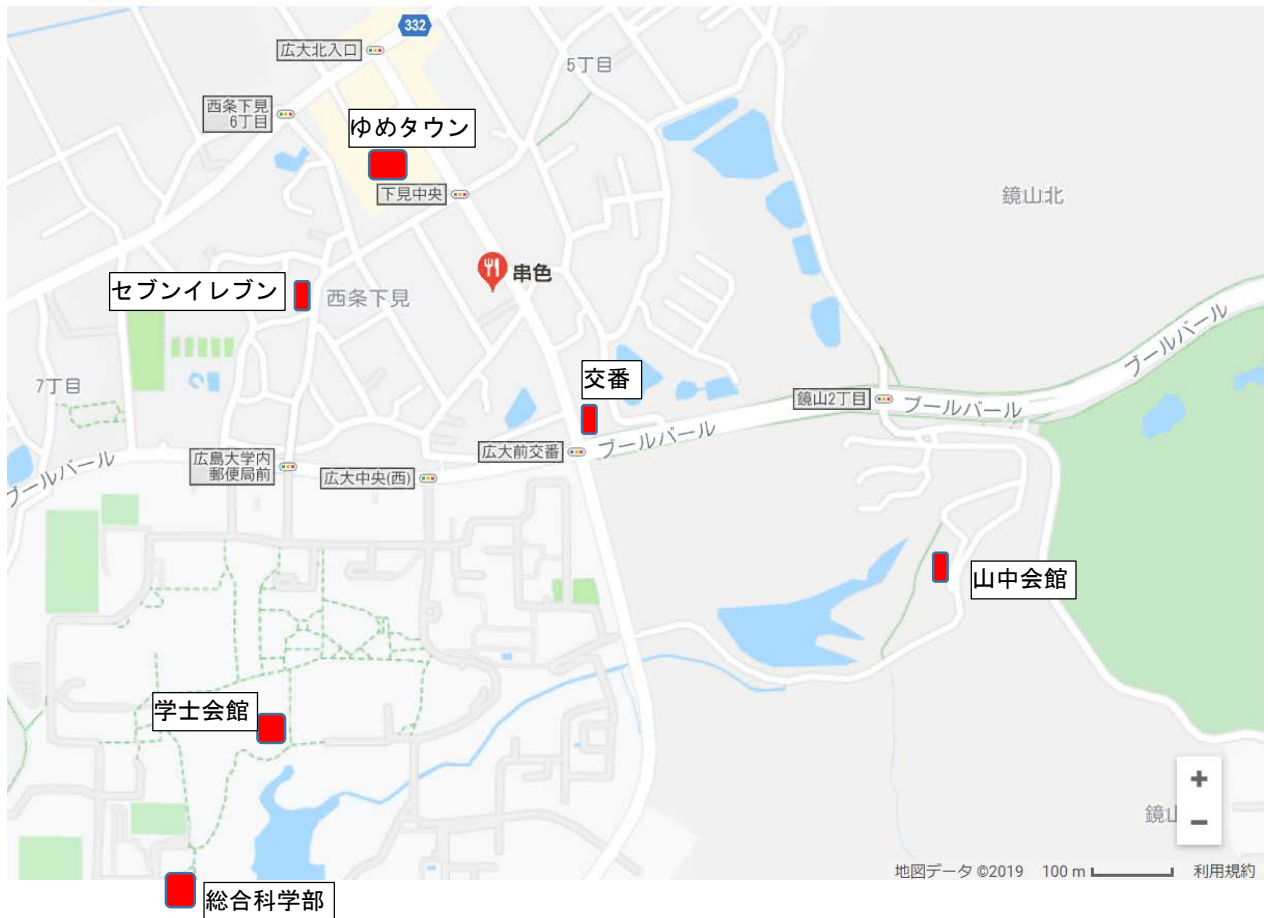 332
広大北入口
5丁目
西条下見
6丁目
ゆめタウン
下見中央
鏡山北
串色
セブンイレブン
西条下見
ブールバール
7丁目
交番
鏡山2丁目
ブールバール
ブールバール
広大前交番
広島大学内
郵便局前
広大中央(西)
ブールバール
山中会館
学士会館
+
鏡山
−
地図データ ©2019 100 m 利用規約
総合科学部